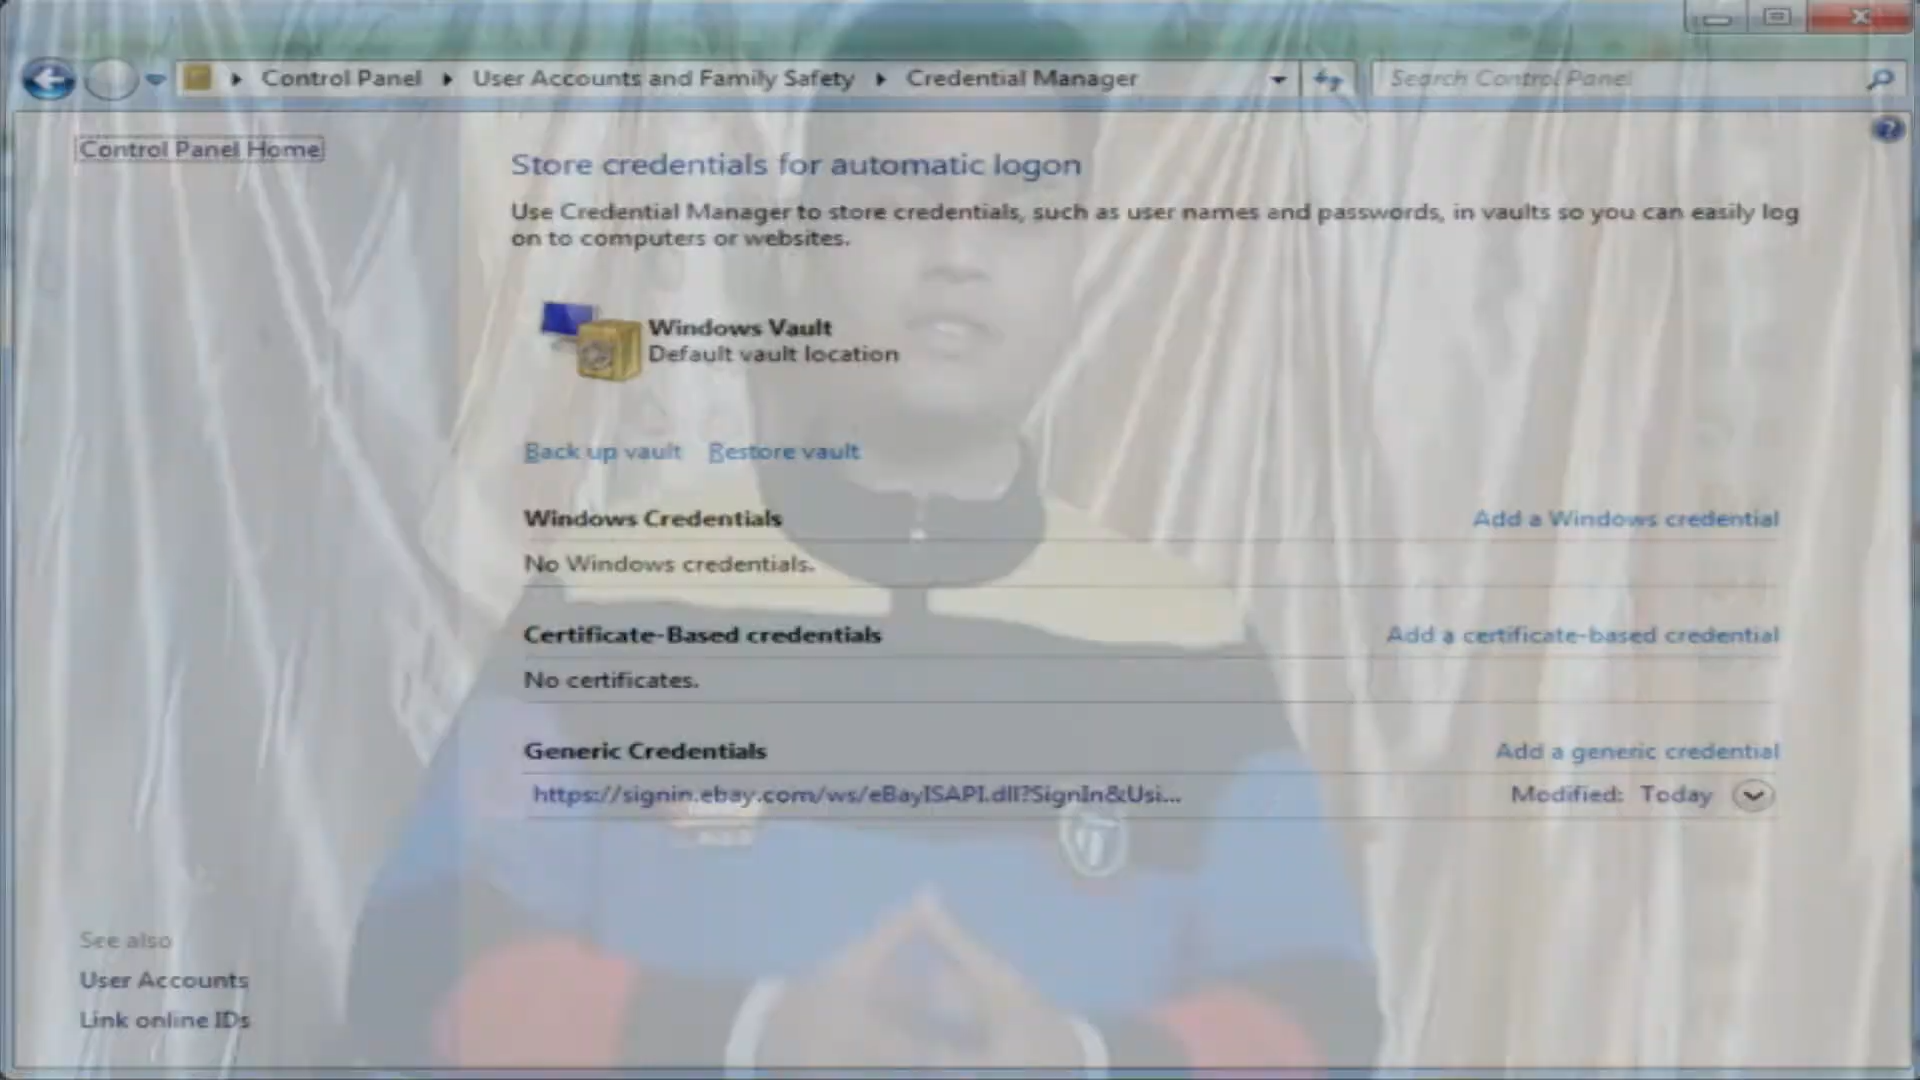 Control Panel User Accounts and Family Safety Credential Manager Search Control Panel
Control Panel Home
Store credentials for automatic logon
Use Credential Manager to store credentials, such as user names and passwords, in vaults so you can easily log
on to computers or websites.
Windows Vault
Default vault location
Back up vault Restore vault
Windows Credentials Add a Windows credential
No Windows credentials.
Certificate-Based credentials Add a certificate-based credential
No certificates.
Generic Credentials Add a generic credential
https://signin.ebay.com/ws/eBayISAPI.dll?SignIn&Usi... Modified: Today
See also
User Accounts
Link online IDs